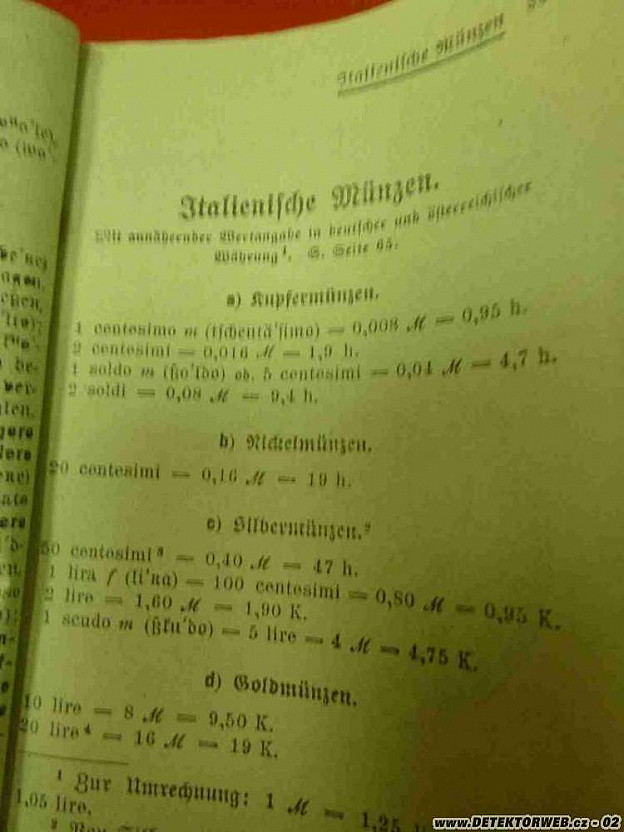 Italienische Münzen
Italienische Münzen.
Mit annähernder Wertangabe in deutscher und österreichischer
Währung¹. S. Seite 65.
a) Kupfermünzen.
1 centesimo m (tschentä'simo) = 0,008 ℳ = 0,95 h.
2 centesimi = 0,016 ℳ = 1,9 h.
1 soldo m (ßo'ldo) od. 5 centesimi = 0,04 ℳ = 4,7 h.
2 soldi = 0,08 ℳ = 9,4 h.
b) Nickelmünzen.
20 centesimi = 0,16 ℳ = 19 h.
c) Silbermünzen.²
50 centesimi³ = 0,40 ℳ = 47 h.
1 lira f (li'ra) = 100 centesimi = 0,80 ℳ = 0,95 K.
2 lire = 1,60 ℳ = 1,90 K.
1 scudo m (ßku'do) = 5 lire = 4 ℳ = 4,75 K.
d) Goldmünzen.
10 lire = 8 ℳ = 9,50 K.
20 lire⁴ = 16 ℳ = 19 K.
¹ Zur Umrechnung: 1 ℳ = 1,25
1,05 lire.
www.DETEKTORWEB.cz - 02